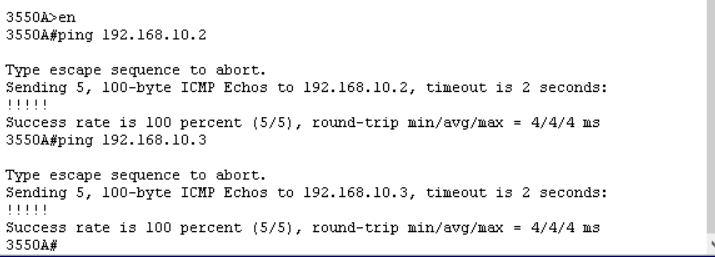 3550A>en
3550A#ping 192.168.10.2
Type escape sequence to abort.
Sending 5, 100-byte ICMP Echos to 192.168.10.2, timeout is 2 seconds:
!!!!!
Success rate is 100 percent (5/5), round-trip min/avg/max = 4/4/4 ms
3550A#ping 192.168.10.3
Type escape sequence to abort.
Sending 5, 100-byte ICMP Echos to 192.168.10.3, timeout is 2 seconds:
!!!!!
Success rate is 100 percent (5/5), round-trip min/avg/max = 4/4/4 ms
3550A#